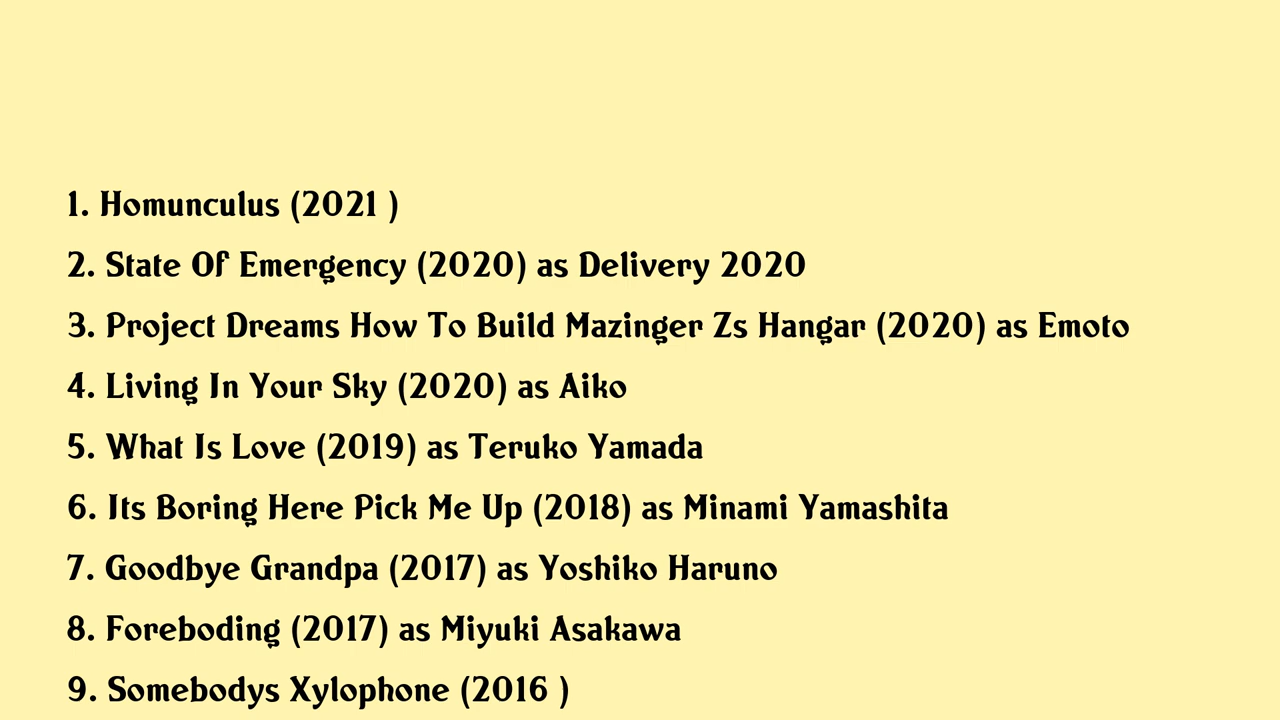 1. Homunculus (2021 )
2. State Of Emergency (2020) as Delivery 2020
3. Project Dreams How To Build Mazinger Zs Hangar (2020) as Emoto
4. Living In Your Sky (2020) as Aiko
5. What Is Love (2019) as Teruko Yamada
6. Its Boring Here Pick Me Up (2018) as Minami Yamashita
7. Goodbye Grandpa (2017) as Yoshiko Haruno
8. Foreboding (2017) as Miyuki Asakawa
9. Somebodys Xylophone (2016 )